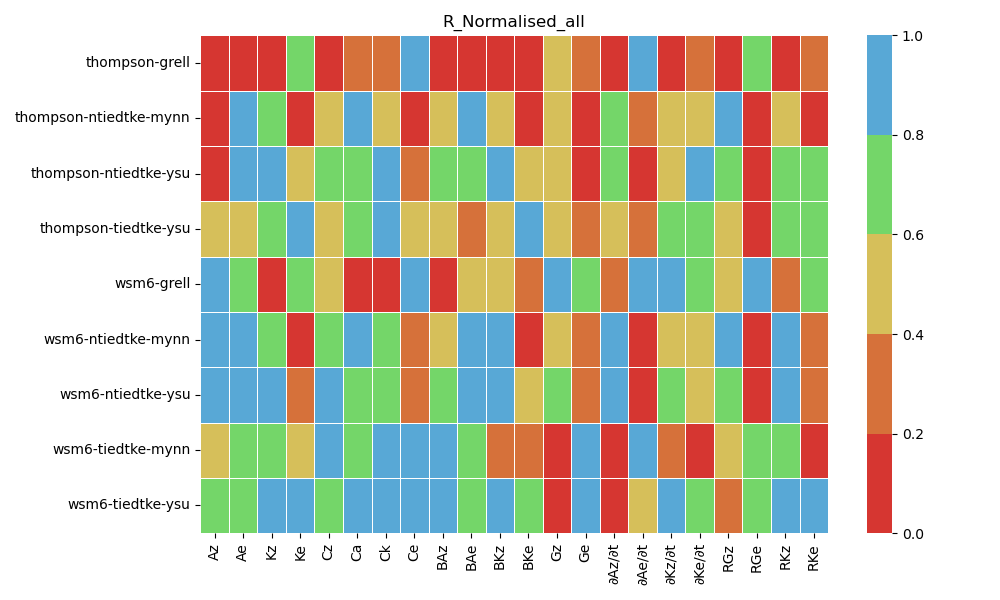 R_Normalised_all
thompson-grell
thompson-ntiedtke-mynn
thompson-ntiedtke-ysu
thompson-tiedtke-ysu
wsm6-grell
wsm6-ntiedtke-mynn
wsm6-ntiedtke-ysu
wsm6-tiedtke-mynn
wsm6-tiedtke-ysu
Az
Ae
Kz
Ke
Cz
Ca
Ck
Ce
BAz
BAe
BKz
BKe
Gz
Ge
∂Az/∂t
∂Ae/∂t
∂Kz/∂t
∂Ke/∂t
RGz
RGe
RKz
RKe
1.0
0.8
0.6
0.4
0.2
0.0